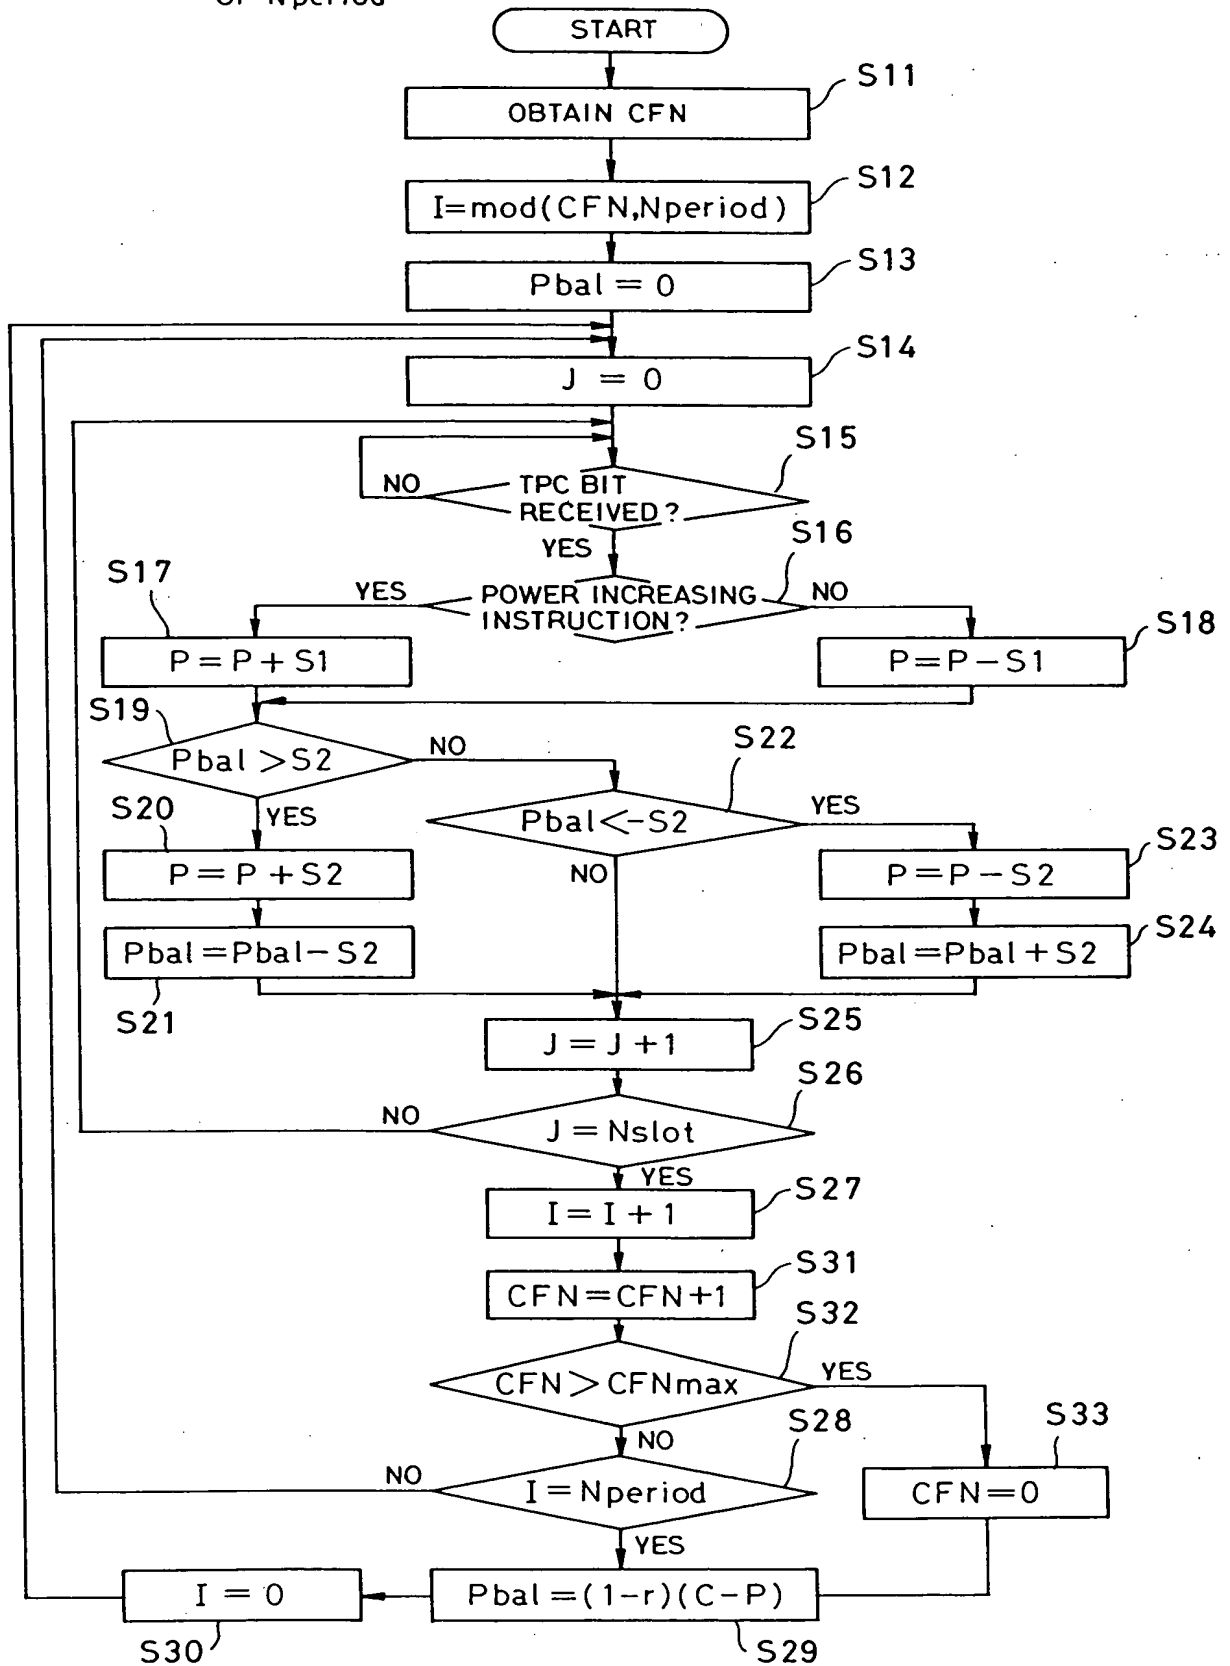 OF Nperiod
START
S11
OBTAIN CFN
S12
I=mod(CFN,Nperiod)
S13
Pbal = 0
S14
J = 0
S15
NO
TPC BIT
RECEIVED?
YES
S16
S17
YES
POWER INCREASING
INSTRUCTION?
NO
S18
P=P+S1
P=P-S1
S19
Pbal >S2
NO
S22
S20
YES
Pbal<-S2
YES
S23
P=P+S2
NO
P=P-S2
S24
Pbal=Pbal-S2
Pbal=Pbal+S2
S21
S25
J=J+1
S26
NO
J=Nslot
YES
S27
I=I+1
S31
CFN=CFN+1
S32
CFN>CFNmax
YES
S33
S28
NO
NO
I=Nperiod
CFN=0
YES
I = 0
Pbal=(1-r)(C-P)
S30
S29